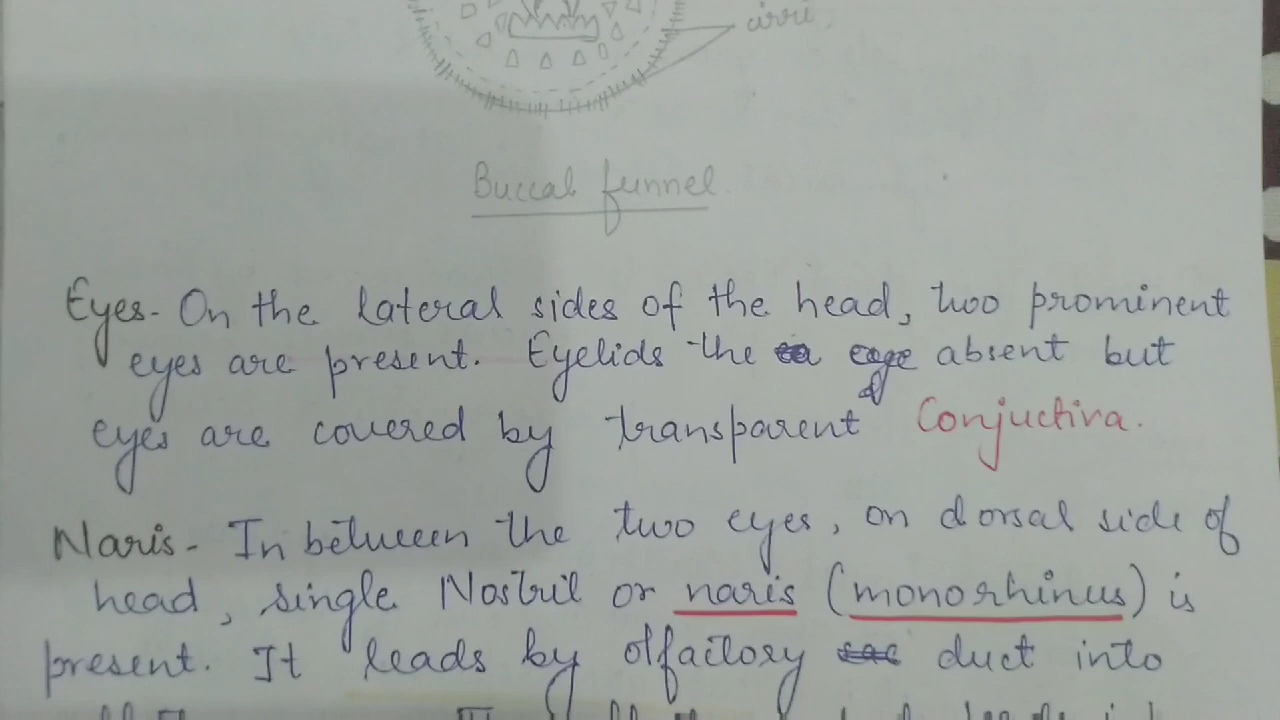 cirri
Buccal funnel.
Eyes- On the lateral sides of the head, two prominent
eyes are present. Eyelids the are absent but
eyes are covered by transparent Conjuctiva.
Naris- In between the two eyes, on dorsal side of
head, single Nostril or naris (monorhinus) is
present. It leads by olfactory duct into